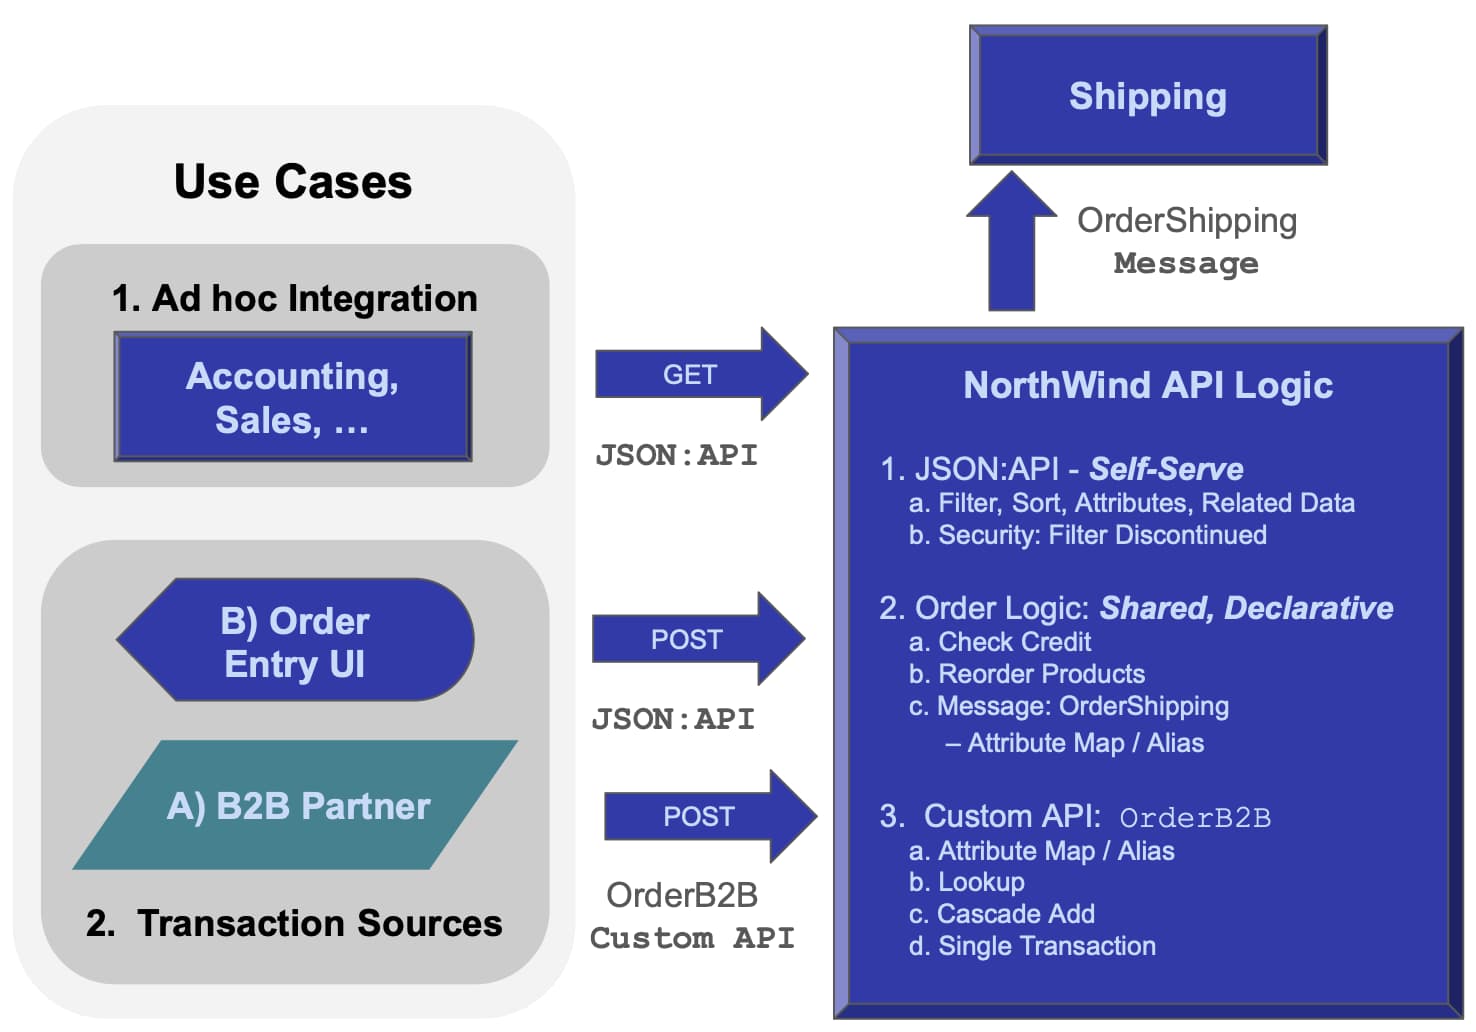 Use Cases
1. Ad hoc Integration
Accounting,
Sales, …
B) Order
Entry UI
A) B2B Partner
2. Transaction Sources
GET
JSON:API
POST
JSON:API
POST
OrderB2B
Custom API
Shipping
OrderShipping
Message
NorthWind API Logic
1. JSON:API - Self-Serve
a. Filter, Sort, Attributes, Related Data
b. Security: Filter Discontinued
2. Order Logic: Shared, Declarative
a. Check Credit
b. Reorder Products
c. Message: OrderShipping
– Attribute Map / Alias
3. Custom API: OrderB2B
a. Attribute Map / Alias
b. Lookup
c. Cascade Add
d. Single Transaction